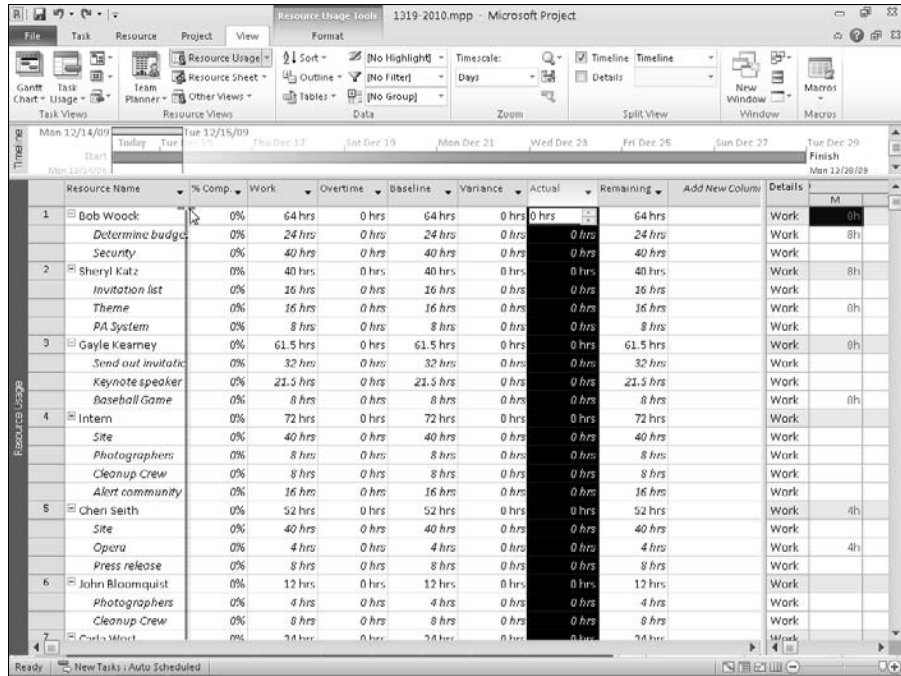 Resource Usage Tools 1319-2010.mpp - Microsoft Project
File Task Resource Project View Format
Gantt Chart Task Usage Team Planner Resource Usage Resource Sheet Other Views
Sort Outline Tables [No Highlight] [No Filter] [No Group]
Timescale: Days Timeline Timeline Details
New Window Macros
Task Views Resource Views Data Zoom Split View Window Macros
Timeline
Mon 12/14/09 Tue 12/15/09
Today Thu Dec 17 Sat Dec 19 Mon Dec 21 Wed Dec 23 Fri Dec 25 Sun Dec 27 Tue Dec 29
Start Finish
Mon 12/14/09 Mon 12/28/09
Resource Name % Comp. Work Overtime Baseline Variance Actual Remaining Add New Column Details M
Resource Usage
1 Bob Woock 0% 64 hrs 0 hrs 64 hrs 0 hrs 0 hrs 64 hrs Work 0h
Determine budge 0% 24 hrs 0 hrs 24 hrs 0 hrs 0 hrs 24 hrs Work 8h
Security 0% 40 hrs 0 hrs 40 hrs 0 hrs 0 hrs 40 hrs Work
2 Sheryl Katz 0% 40 hrs 0 hrs 40 hrs 0 hrs 0 hrs 40 hrs Work 8h
Invitation list 0% 16 hrs 0 hrs 16 hrs 0 hrs 0 hrs 16 hrs Work
Theme 0% 16 hrs 0 hrs 16 hrs 0 hrs 0 hrs 16 hrs Work 0h
PA System 0% 8 hrs 0 hrs 8 hrs 0 hrs 0 hrs 8 hrs Work
3 Gayle Kearney 0% 61.5 hrs 0 hrs 61.5 hrs 0 hrs 0 hrs 61.5 hrs Work 0h
Send out invitatic 0% 32 hrs 0 hrs 32 hrs 0 hrs 0 hrs 32 hrs Work
Keynote speaker 0% 21.5 hrs 0 hrs 21.5 hrs 0 hrs 0 hrs 21.5 hrs Work
Baseball Game 0% 8 hrs 0 hrs 8 hrs 0 hrs 0 hrs 8 hrs Work 0h
4 Intern 0% 72 hrs 0 hrs 72 hrs 0 hrs 0 hrs 72 hrs Work
Site 0% 40 hrs 0 hrs 40 hrs 0 hrs 0 hrs 40 hrs Work
Photographers 0% 8 hrs 0 hrs 8 hrs 0 hrs 0 hrs 8 hrs Work
Cleanup Crew 0% 8 hrs 0 hrs 8 hrs 0 hrs 0 hrs 8 hrs Work
Alert community 0% 16 hrs 0 hrs 16 hrs 0 hrs 0 hrs 16 hrs Work
5 Cheri Seith 0% 52 hrs 0 hrs 52 hrs 0 hrs 0 hrs 52 hrs Work 4h
Site 0% 40 hrs 0 hrs 40 hrs 0 hrs 0 hrs 40 hrs Work
Opera 0% 4 hrs 0 hrs 4 hrs 0 hrs 0 hrs 4 hrs Work 4h
Press release 0% 8 hrs 0 hrs 8 hrs 0 hrs 0 hrs 8 hrs Work
6 John Bloomquist 0% 12 hrs 0 hrs 12 hrs 0 hrs 0 hrs 12 hrs Work
Photographers 0% 4 hrs 0 hrs 4 hrs 0 hrs 0 hrs 4 hrs Work
Cleanup Crew 0% 8 hrs 0 hrs 8 hrs 0 hrs 0 hrs 8 hrs Work
Ready New Tasks : Auto Scheduled